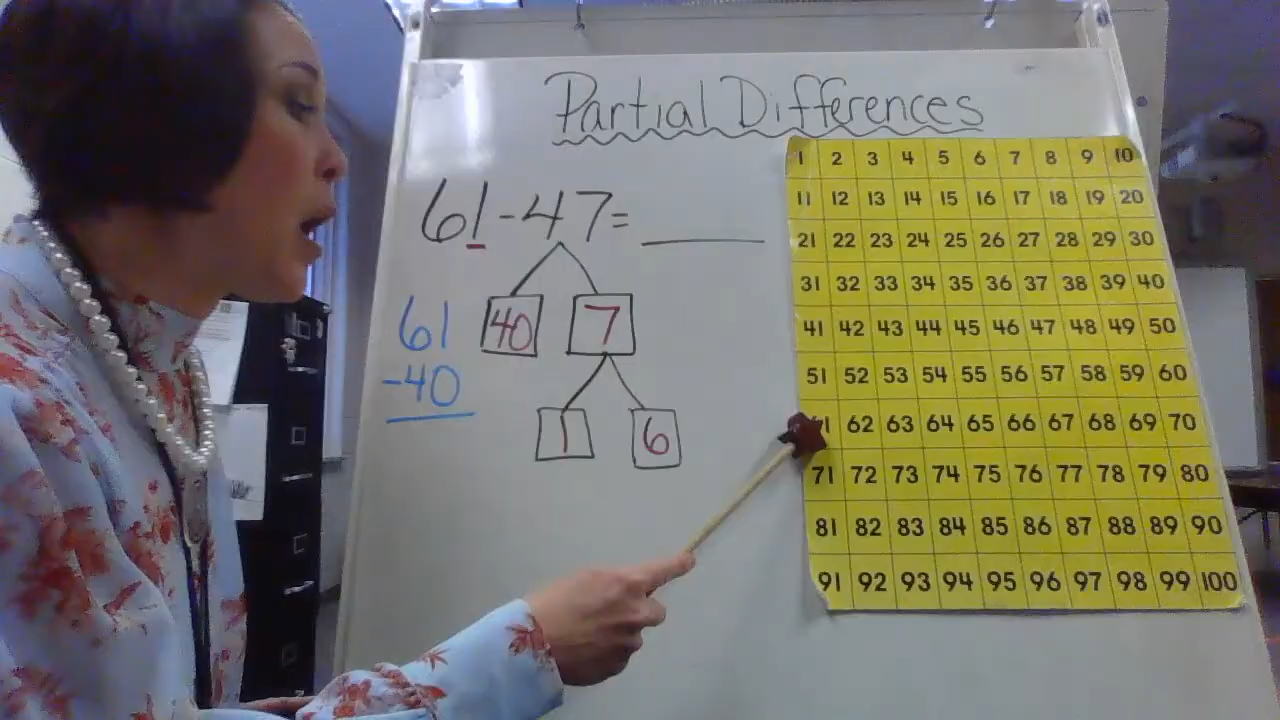 Partial Differences
61-47= ______
40 7
61
-40
1 6
1 2 3 4 5 6 7 8 9 10
11 12 13 14 15 16 17 18 19 20
21 22 23 24 25 26 27 28 29 30
31 32 33 34 35 36 37 38 39 40
41 42 43 44 45 46 47 48 49 50
51 52 53 54 55 56 57 58 59 60
62 63 64 65 66 67 68 69 70
71 72 73 74 75 76 77 78 79 80
81 82 83 84 85 86 87 88 89 90
91 92 93 94 95 96 97 98 99 100